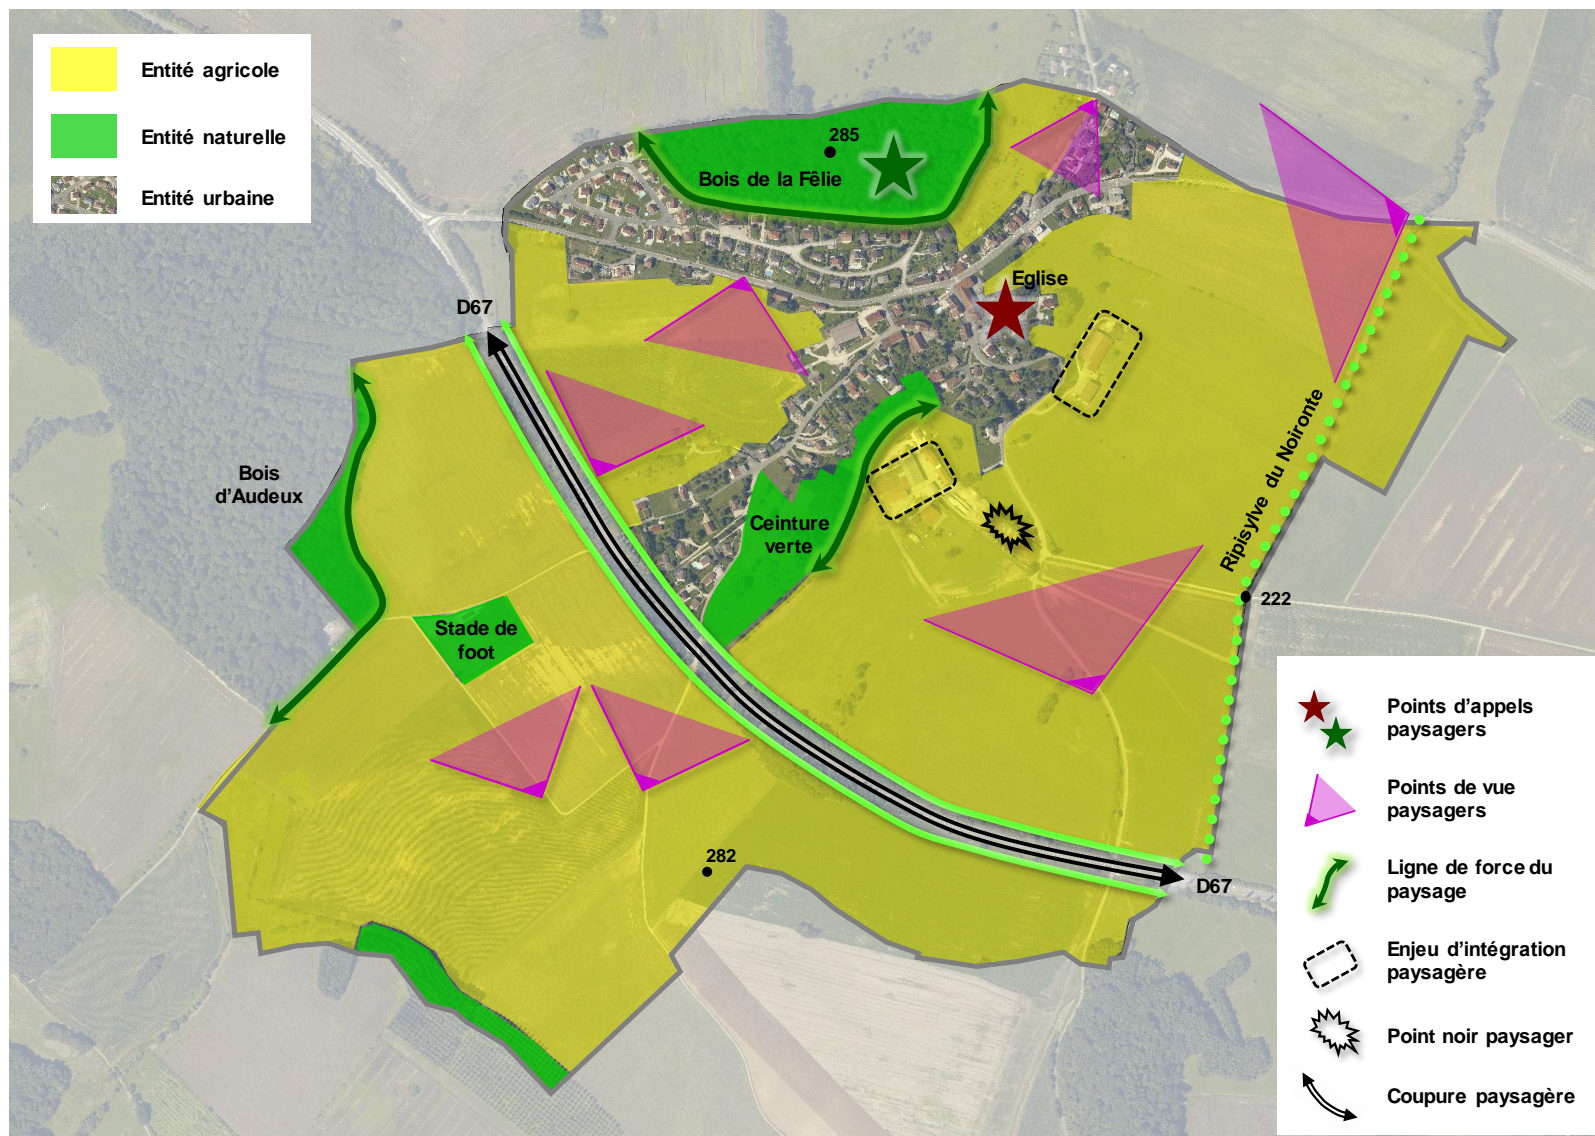 Entité agricole
Entité naturelle
Entité urbaine
285
Bois de la Fêlie
Eglise
D67
Bois
d'Audeux
Ceinture
verte
Stade de
foot
Ripisylve du Noironte
222
282
D67
Points d'appels
paysagers
Points de vue
paysagers
Ligne de force du
paysage
Enjeu d'intégration
paysagère
Point noir paysager
Coupure paysagère